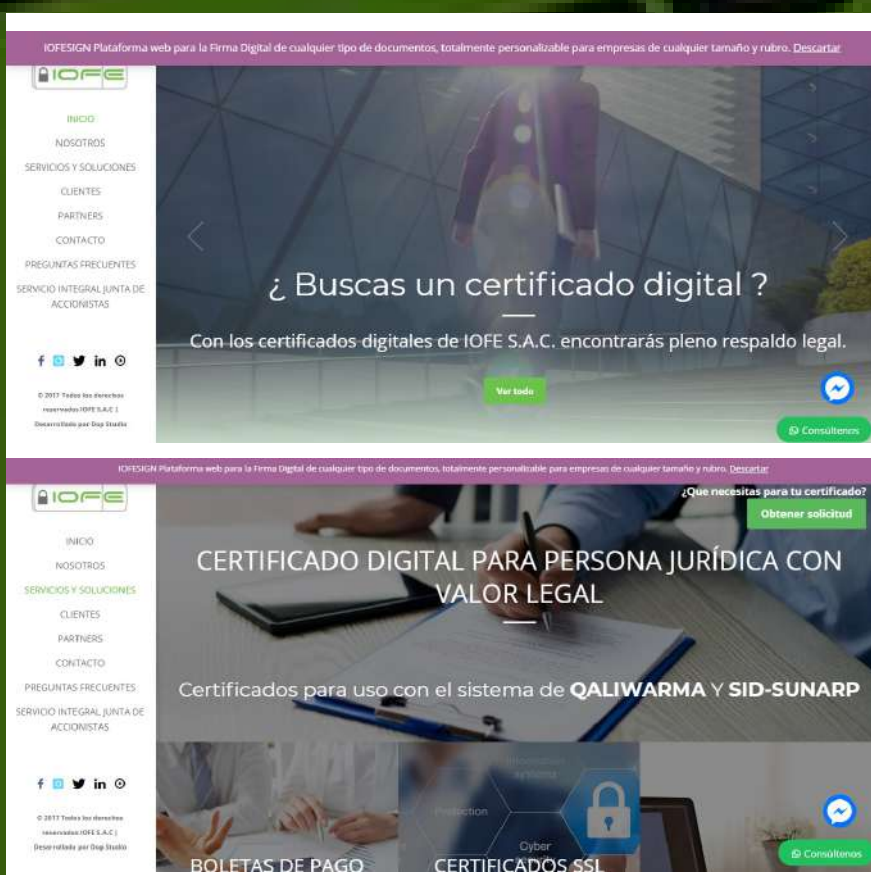 IOFESIGN Plataforma web para la Firma Digital de cualquier tipo de documentos, totalmente personalizable para empresas de cualquier tamaño y rubro. Descartar
IOFE
INICIO
NOSOTROS
SERVICIOS Y SOLUCIONES
CLIENTES
PARTNERS
CONTACTO
PREGUNTAS FRECUENTES
SERVICIO INTEGRAL JUNTA DE
ACCIONISTAS
© 2017 Todos los derechos
reservados IOFE S.A.C |
Desarrollado por Dop Studio
¿ Buscas un certificado digital ?
Con los certificados digitales de IOFE S.A.C. encontrarás pleno respaldo legal.
Ver todo
Consúltenos
IOFESIGN Plataforma web para la Firma Digital de cualquier tipo de documentos, totalmente personalizable para empresas de cualquier tamaño y rubro. Descartar
IOFE
INICIO
NOSOTROS
SERVICIOS Y SOLUCIONES
CLIENTES
PARTNERS
CONTACTO
PREGUNTAS FRECUENTES
SERVICIO INTEGRAL JUNTA DE
ACCIONISTAS
© 2017 Todos los derechos
reservados IOFE S.A.C |
Desarrollado por Dop Studio
¿Que necesitas para tu certificado?
Obtener solicitud
CERTIFICADO DIGITAL PARA PERSONA JURÍDICA CON
VALOR LEGAL
Certificados para uso con el sistema de QALIWARMA Y SID-SUNARP
Information
system
Protection
Cyber
BOLETAS DE PAGO
CERTIFICADOS SSL
Consúltenos